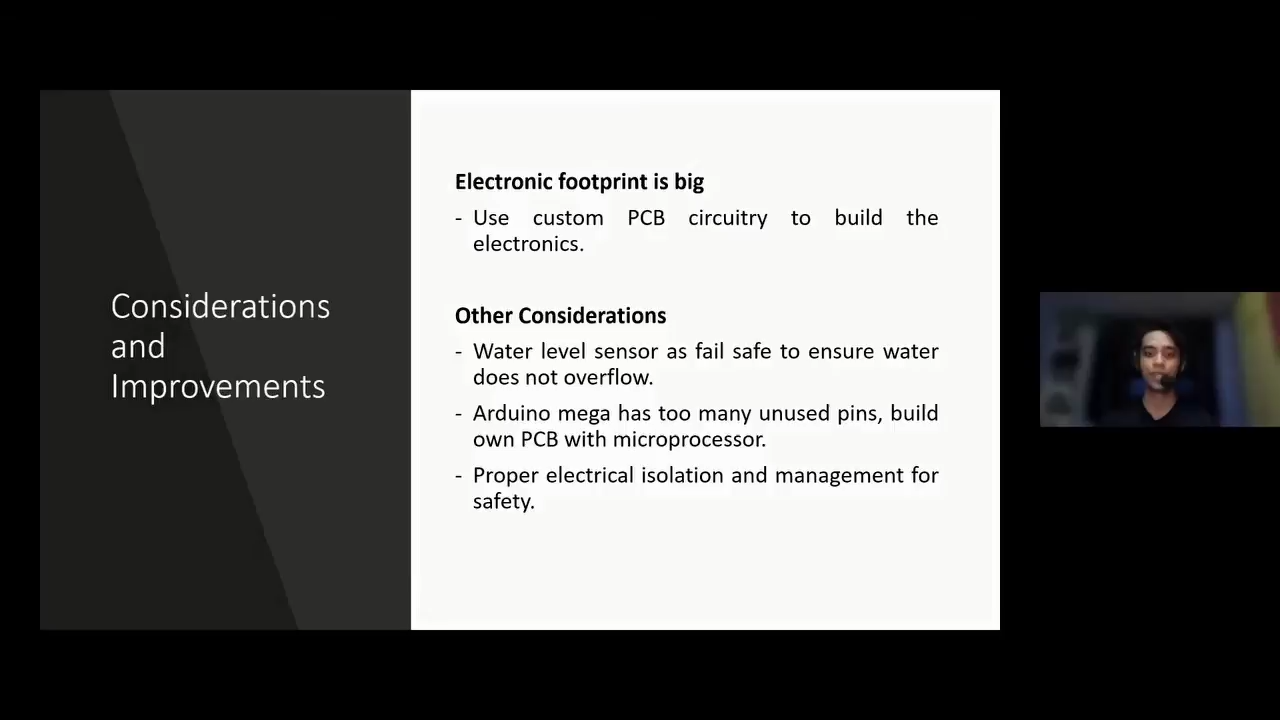 Considerations
and
Improvements
Electronic footprint is big
- Use custom PCB circuitry to build the
electronics.
Other Considerations
- Water level sensor as fail safe to ensure water
does not overflow.
- Arduino mega has too many unused pins, build
own PCB with microprocessor.
- Proper electrical isolation and management for
safety.